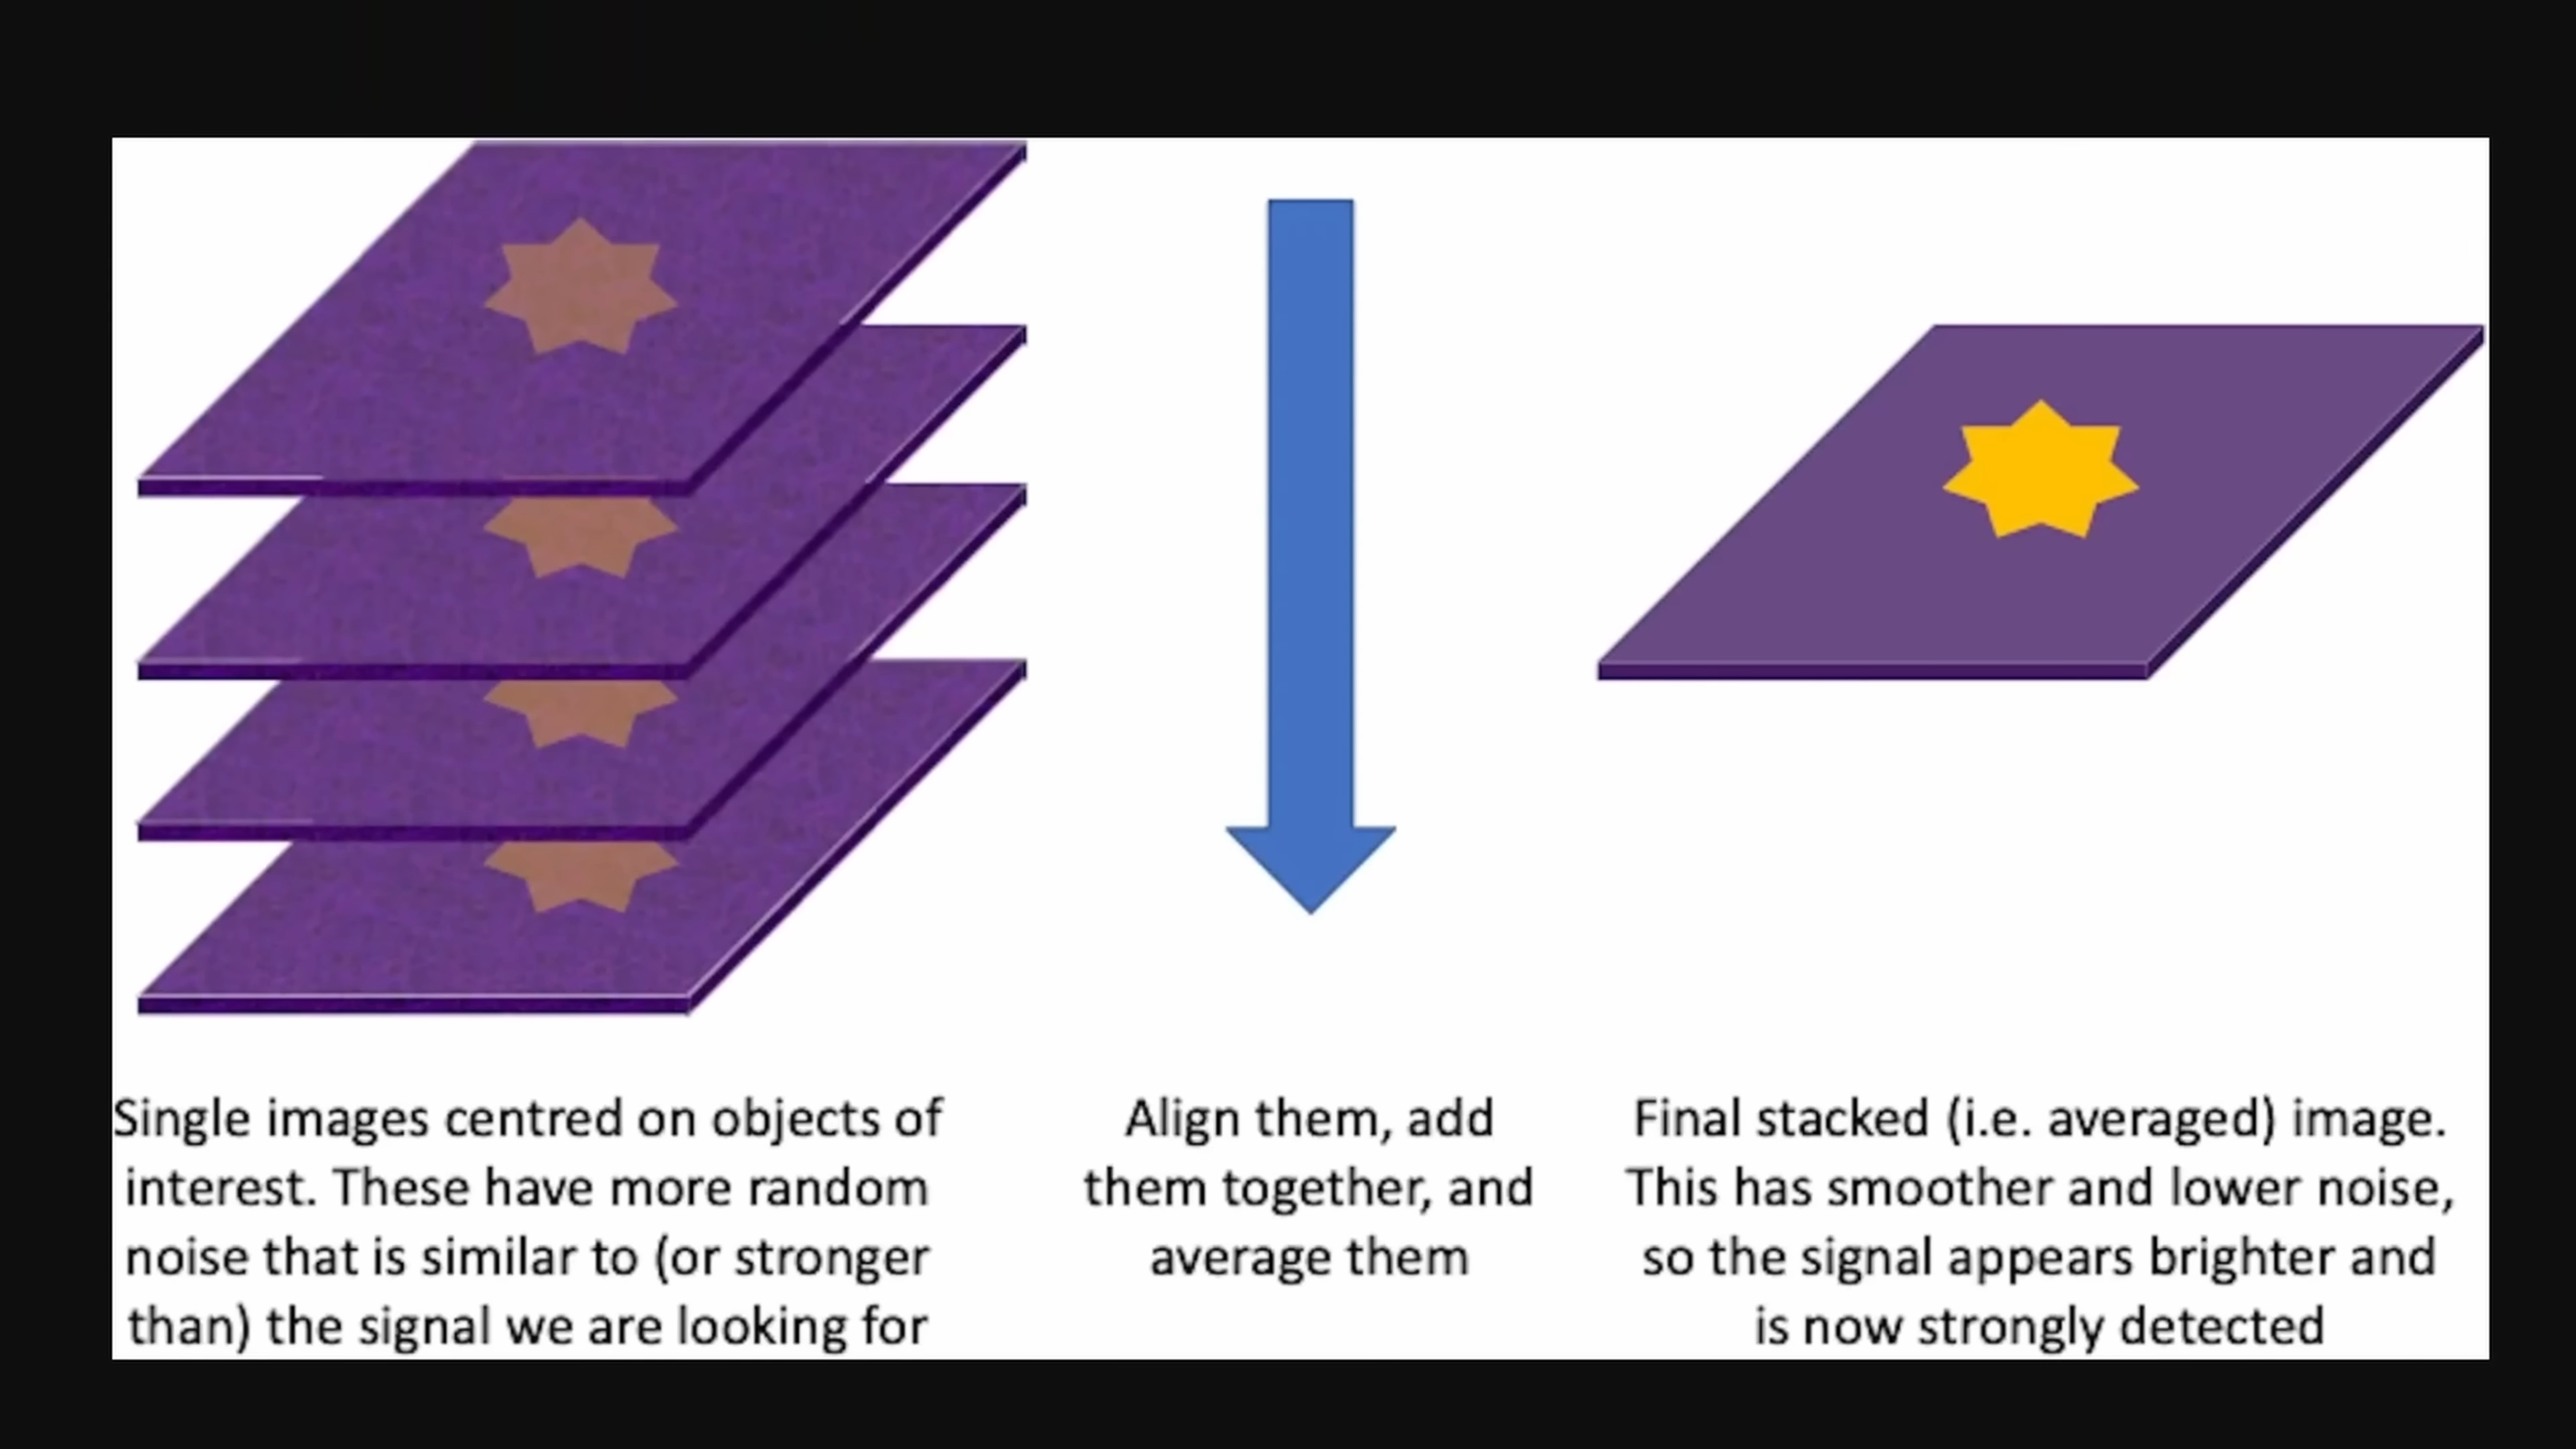 Single images centred on objects of
interest. These have more random
noise that is similar to (or stronger
than) the signal we are looking for
Align them, add
them together, and
average them
Final stacked (i.e. averaged) image.
This has smoother and lower noise,
so the signal appears brighter and
is now strongly detected